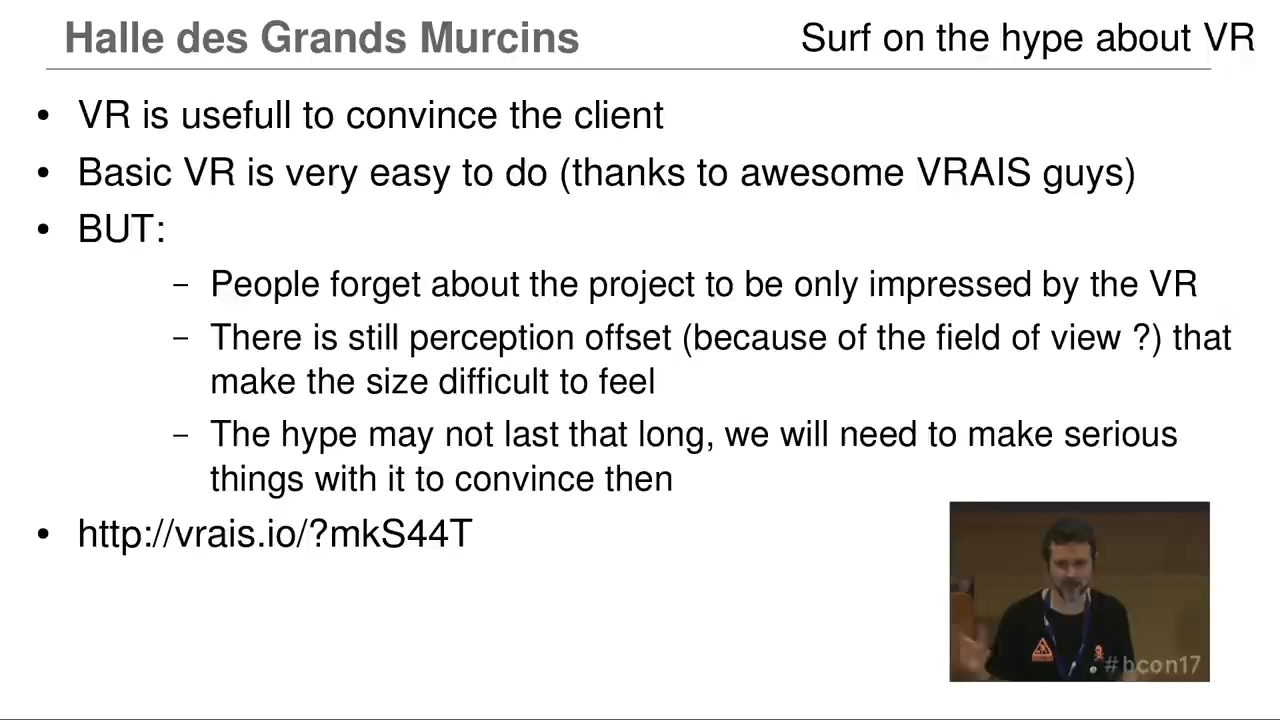 Halle des Grands Murcins
Surf on the hype about VR
• VR is usefull to convince the client
• Basic VR is very easy to do (thanks to awesome VRAIS guys)
• BUT:
– People forget about the project to be only impressed by the VR
– There is still perception offset (because of the field of view ?) that
make the size difficult to feel
– The hype may not last that long, we will need to make serious
things with it to convince then
• http://vrais.io/?mkS44T
#bcon17